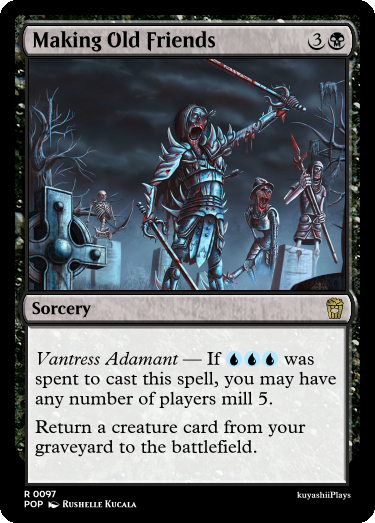 Making Old Friends 3
Sorcery
Vantress Adamant — If was
spent to cast this spell, you may have
any number of players mill 5.
Return a creature card from your
graveyard to the battlefield.
R 0097
POP Rushelle Kucala
kuyashiiPlays